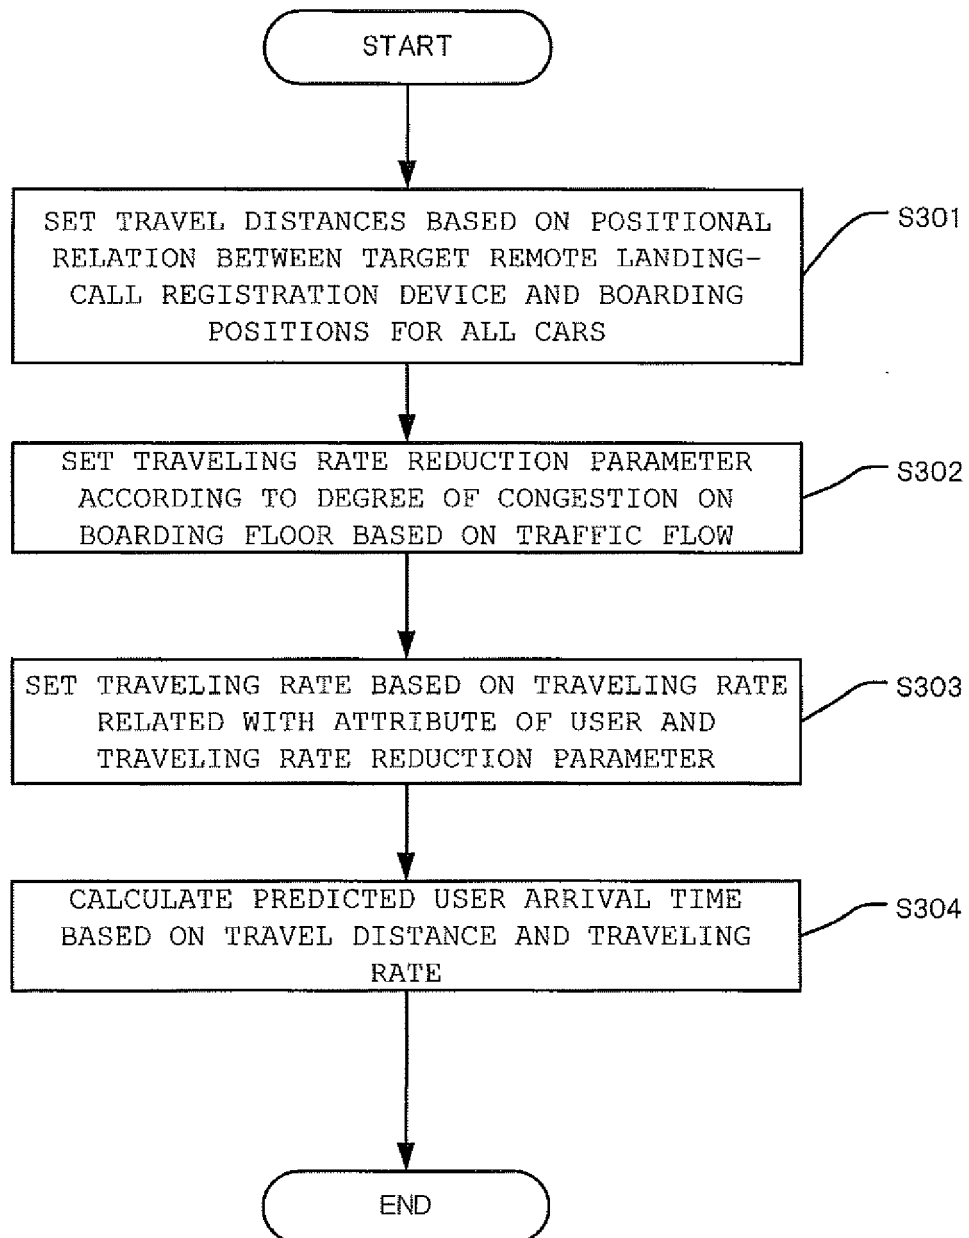 START
SET TRAVEL DISTANCES BASED ON POSITIONAL
RELATION BETWEEN TARGET REMOTE LANDING-
CALL REGISTRATION DEVICE AND BOARDING
POSITIONS FOR ALL CARS
S301
SET TRAVELING RATE REDUCTION PARAMETER
ACCORDING TO DEGREE OF CONGESTION ON
BOARDING FLOOR BASED ON TRAFFIC FLOW
S302
SET TRAVELING RATE BASED ON TRAVELING RATE
RELATED WITH ATTRIBUTE OF USER AND
TRAVELING RATE REDUCTION PARAMETER
S303
CALCULATE PREDICTED USER ARRIVAL TIME
BASED ON TRAVEL DISTANCE AND TRAVELING
RATE
S304
END